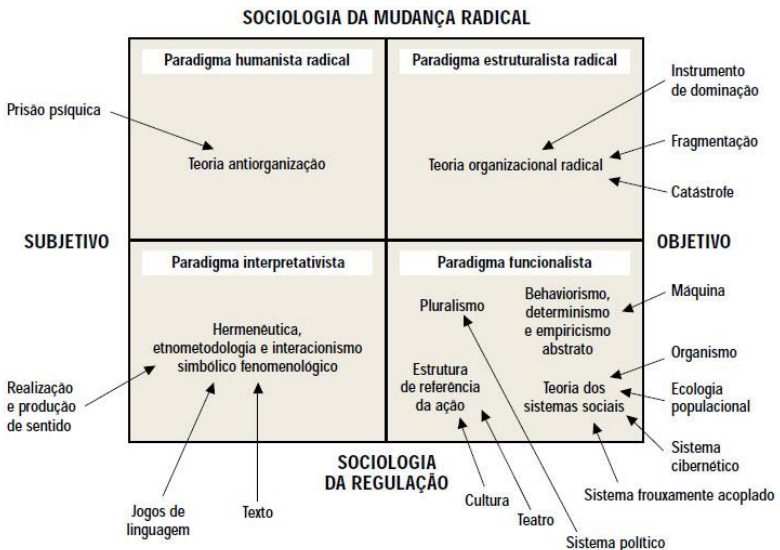 SOCIOLOGIA DA MUDANÇA RADICAL
Paradigma humanista radical
Paradigma estruturalista radical
Instrumento
de dominação
Prisão psíquica
Fragmentação
Teoria antiorganização
Teoria organizacional radical
Catástrofe
SUBJETIVO
OBJETIVO
Paradigma interpretativista
Paradigma funcionalista
Pluralismo
Behaviorismo,
determinismo
e empiricismo
abstrato
Máquina
Hermenêutica,
etnometodologia e interacionismo
simbólico fenomenológico
Organismo
Estrutura
de referência
da ação
Teoria dos
sistemas sociais
Ecologia
populacional
Realização
e produção
de sentido
Sistema
cibernético
SOCIOLOGIA
DA REGULAÇÃO
Cultura
Sistema frouxamente acoplado
Jogos de
linguagem
Texto
Teatro
Sistema político